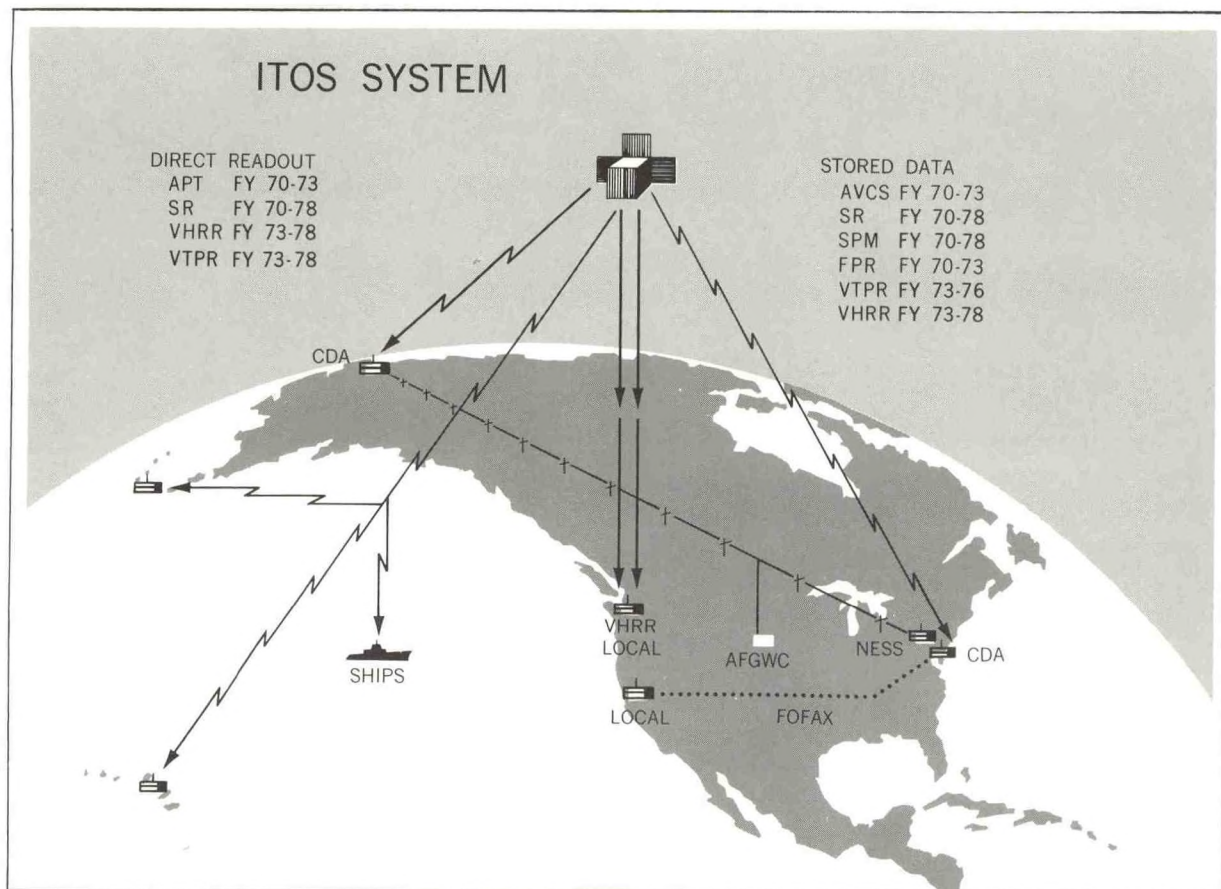 ITOS SYSTEM
DIRECT READOUT
APT FY 70-73
SR FY 70-78
VHRR FY 73-78
VTPR FY 73-78
STORED DATA
AVCS FY 70-73
SR FY 70-78
SPM FY 70-78
FPR FY 70-73
VTPR FY 73-76
VHRR FY 73-78
CDA
SHIPS
VHRR
LOCAL
AFGWC
NESS
CDA
LOCAL
FOFAX